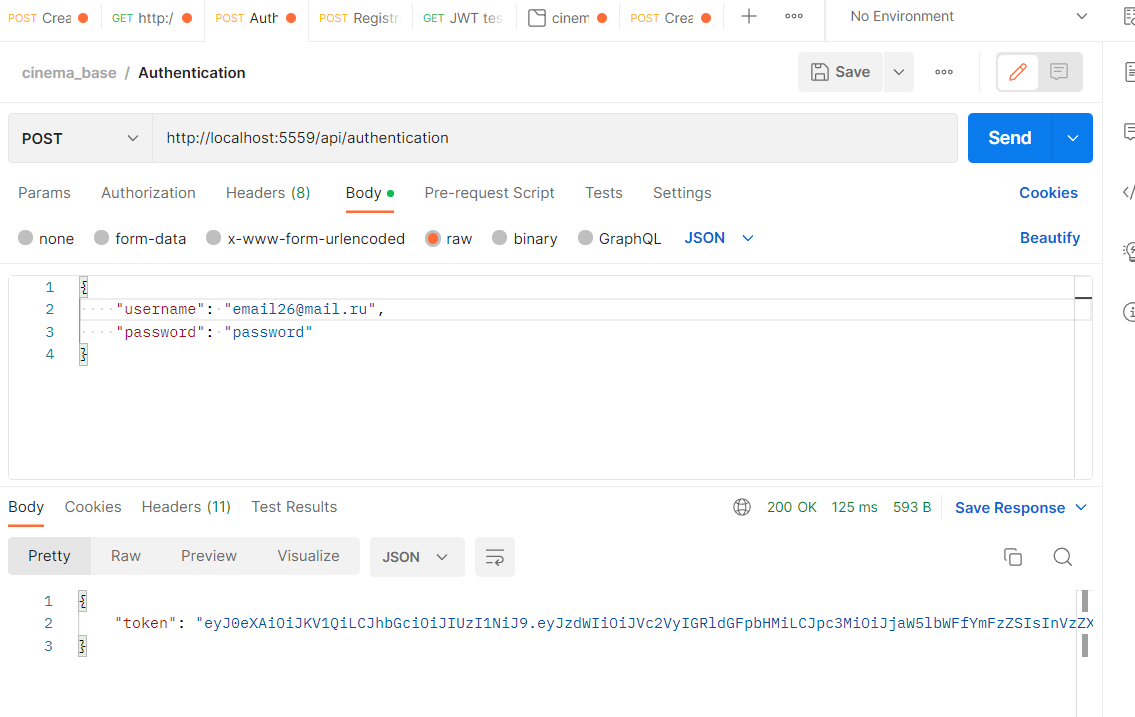 POST Crea GET http:/ POST Auth POST Registr GET JWT tes cinem POST Crea No Environment
cinema_base / Authentication Save
POST http://localhost:5559/api/authentication Send
Params Authorization Headers (8) Body Pre-request Script Tests Settings Cookies
none form-data x-www-form-urlencoded raw binary GraphQL JSON Beautify
1 {
2 "username": "email26@mail.ru",
3 "password": "password"
4 }
Body Cookies Headers (11) Test Results 200 OK 125 ms 593 B Save Response
Pretty Raw Preview Visualize JSON
1 {
2 "token": "eyJ0eXAiOiJKV1QiLCJhbGciOiJIUzI1NiJ9.eyJzdWIiOiJVc2VyIGRldGFpbHMiLCJpc3MiOiJjaW5lbWFfYmFzZSIsInVzZX
3 }